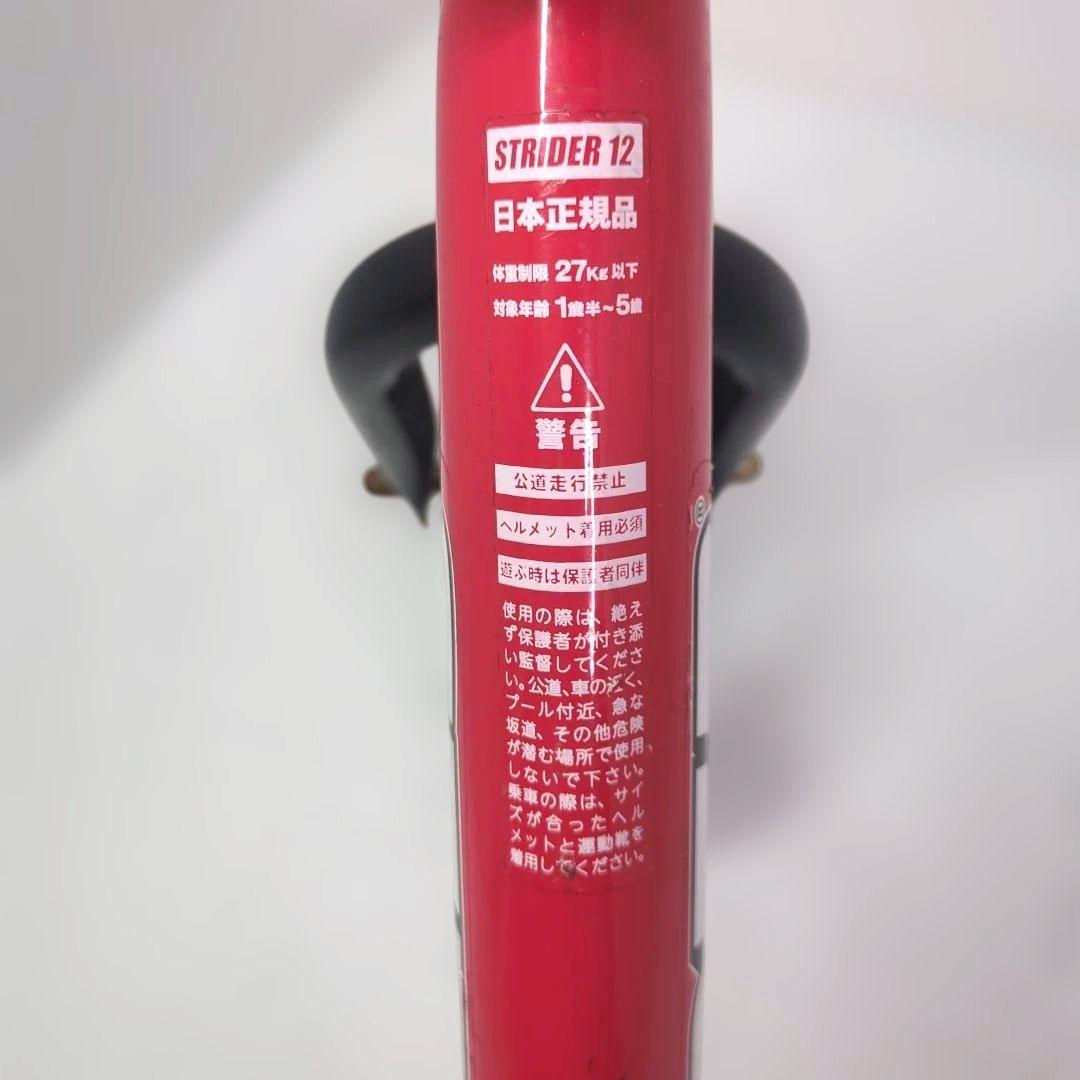 STRIDER 12
日本正規品
体重制限 27Kg 以下
対象年齢 1歳半~5歳
警告
公道走行禁止
ヘルメット着用必須
遊ぶ時は保護者同伴
使用の際は、絶え
ず保護者が付き添
い監督してくださ
い。公道、車の近く、
プール付近、急な
坂道、その他危険
が潜む場所で使用
しないで下さい。
乗車の際は、サイ
ズが合ったヘル
メットと運動靴を
着用してください。